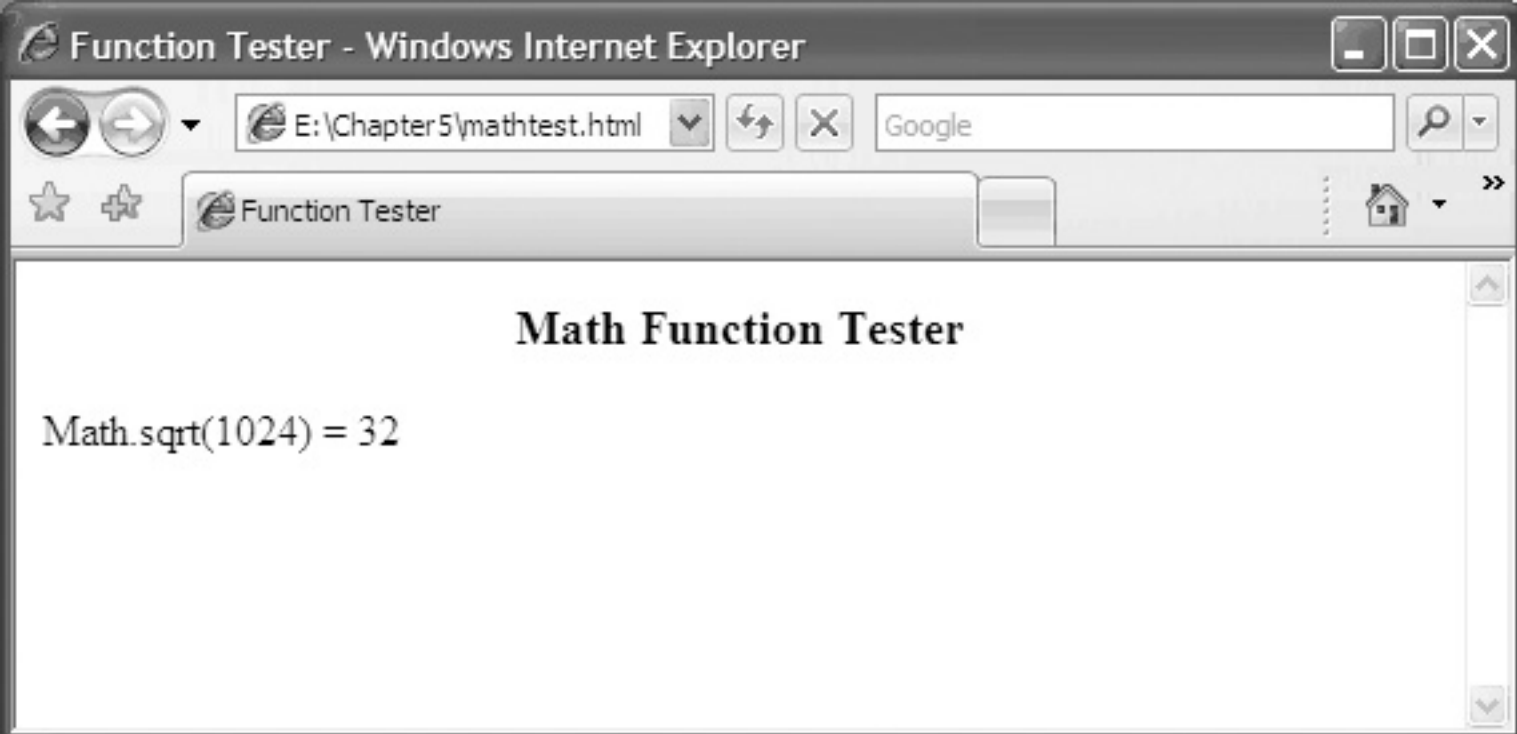 Function Tester - Windows Internet Explorer
E:\Chapter5\mathtest.html
Google
Function Tester
Math Function Tester
Math.sqrt(1024) = 32